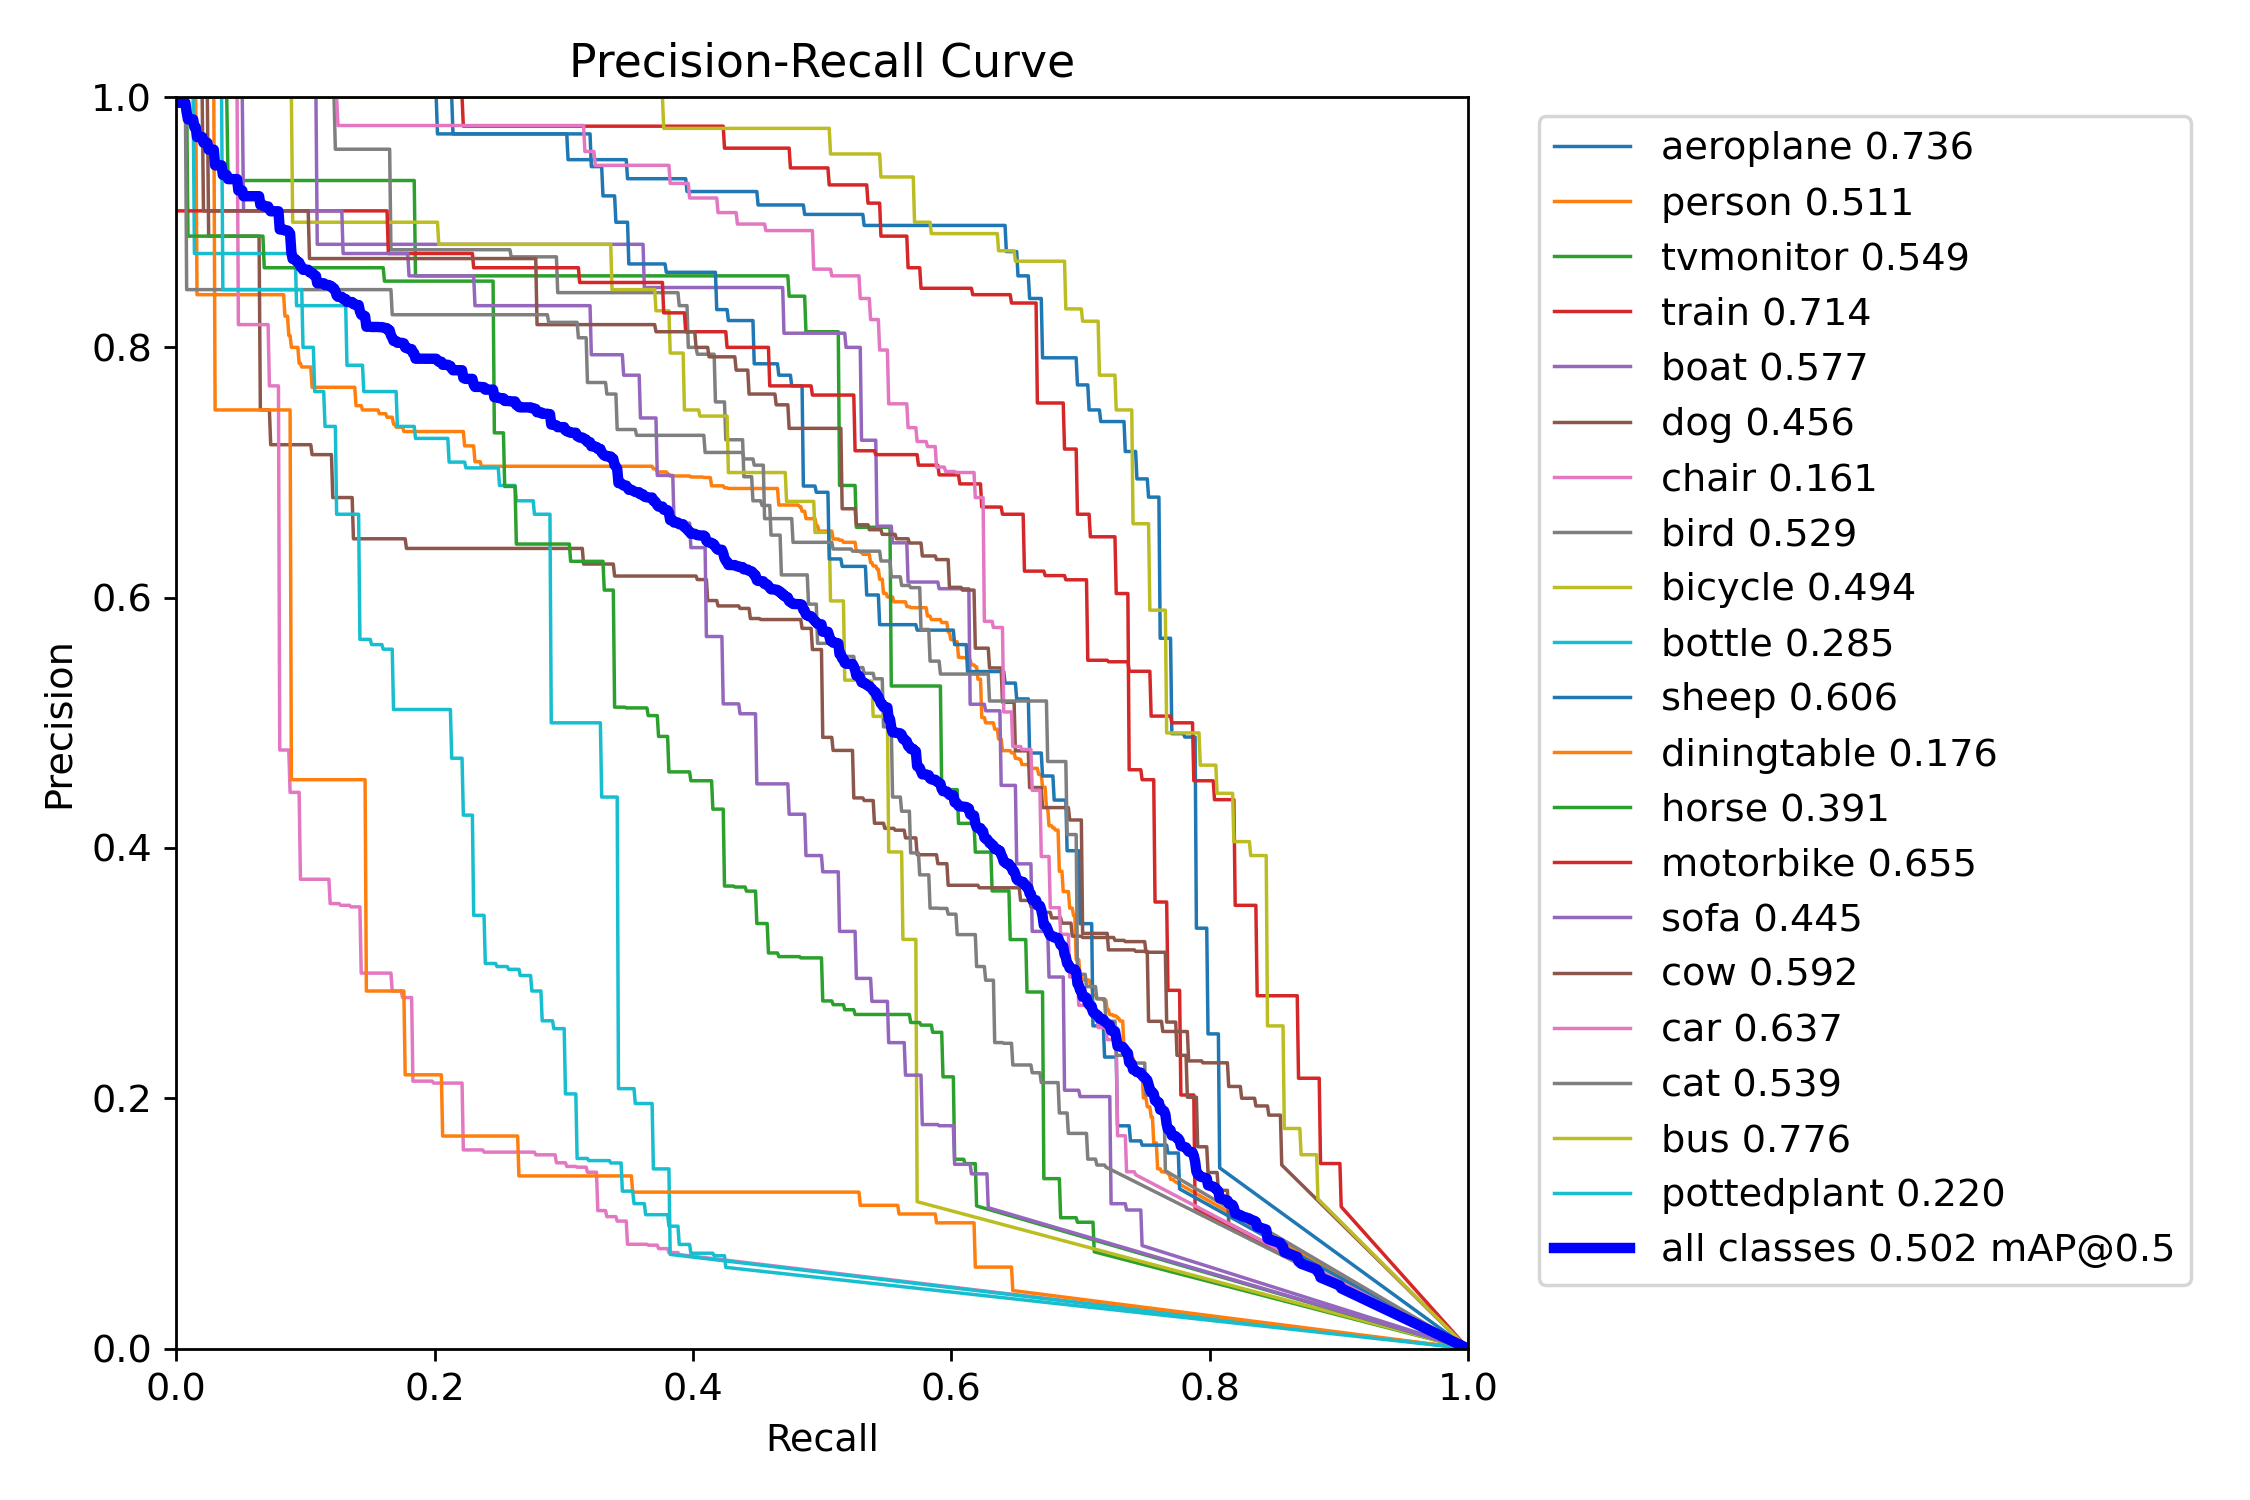 Precision-Recall Curve
1.0
0.8
0.6
0.4
0.2
0.0
Precision
0.0 0.2 0.4 0.6 0.8 1.0
Recall
aeroplane 0.736
person 0.511
tvmonitor 0.549
train 0.714
boat 0.577
dog 0.456
chair 0.161
bird 0.529
bicycle 0.494
bottle 0.285
sheep 0.606
diningtable 0.176
horse 0.391
motorbike 0.655
sofa 0.445
cow 0.592
car 0.637
cat 0.539
bus 0.776
pottedplant 0.220
all classes 0.502 mAP@0.5